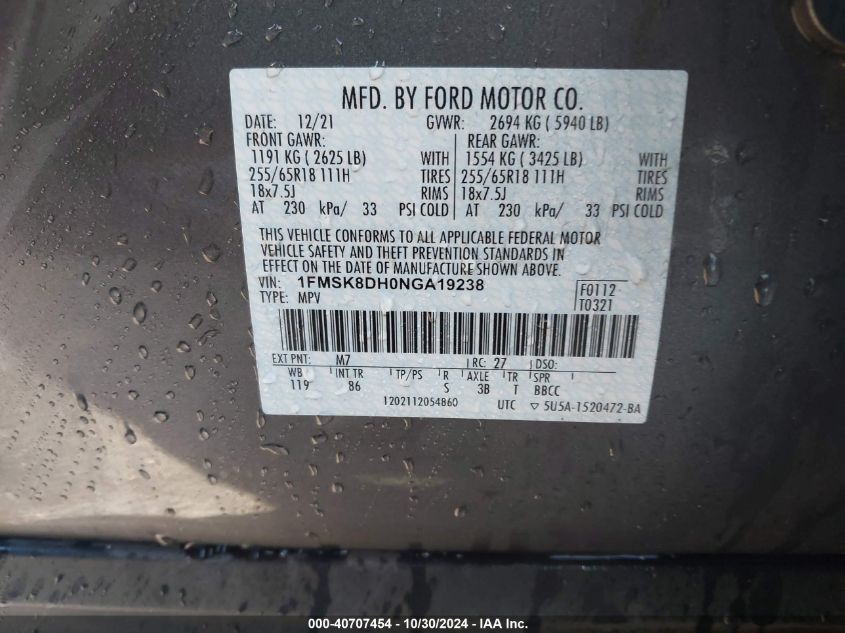 MFD. BY FORD MOTOR CO.
DATE: 12/21 GVWR: 2694 KG ( 5940 LB)
FRONT GAWR: REAR GAWR:
1191 KG ( 2625 LB) WITH 1554 KG ( 3425 LB) WITH
255/65R18 111H TIRES 255/65R18 111H TIRES
18x7.5J RIMS 18x7.5J RIMS
AT 230 kPa/ 33 PSI COLD AT 230 kPa/ 33 PSI COLD
THIS VEHICLE CONFORMS TO ALL APPLICABLE FEDERAL MOTOR
VEHICLE SAFETY AND THEFT PREVENTION STANDARDS IN
EFFECT ON THE DATE OF MANUFACTURE SHOWN ABOVE.
VIN: 1FMSK8DH0NGA19238 F0112
TYPE: MPV T0321
EXT PNT: M7 RC: 27 DSO:
WB INT TR TP/PS R AXLE TR SPR
119 86 S 3B T BBCC
1202112054860 UTC ▽ 5U5A-1520472-BA
000-40707454 - 10/30/2024 - IAA Inc.